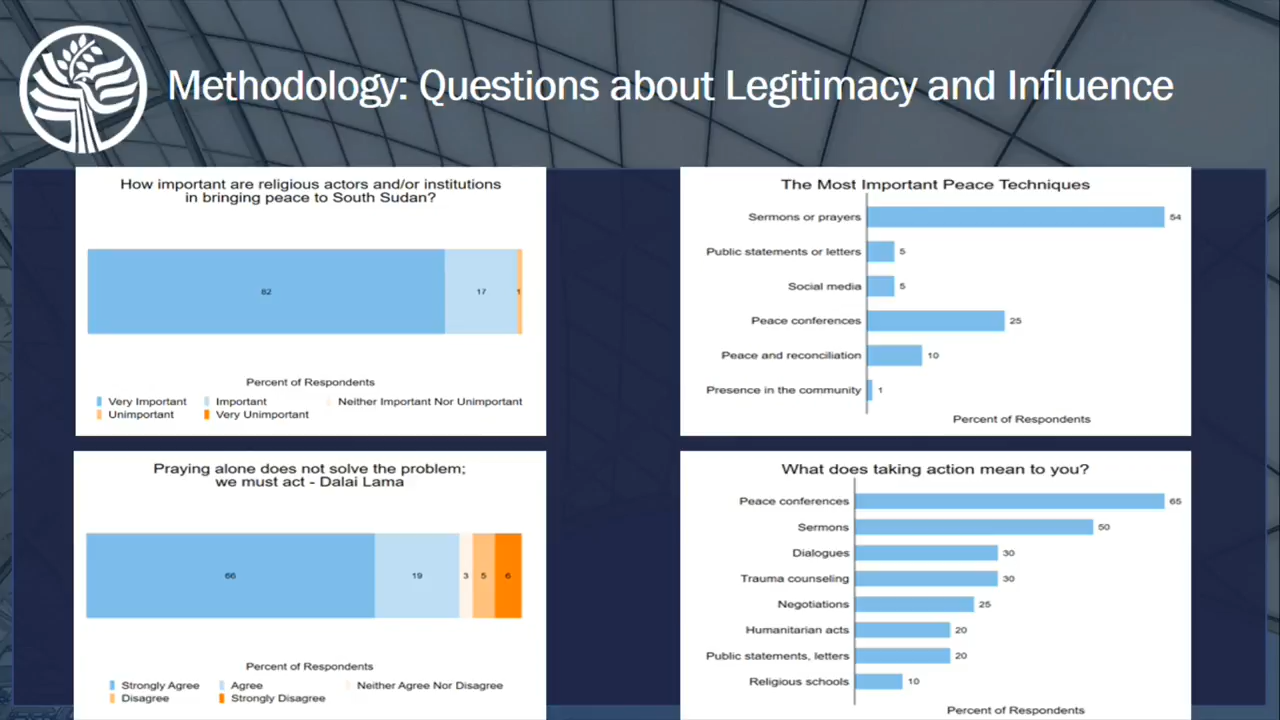 Methodology: Questions about Legitimacy and Influence
How important are religious actors and/or institutions
in bringing peace to South Sudan?
82 17 1
Percent of Respondents
Very Important Important Neither Important Nor Unimportant
Unimportant Very Unimportant
The Most Important Peace Techniques
Sermons or prayers 54
Public statements or letters 5
Social media 5
Peace conferences 25
Peace and reconciliation 10
Presence in the community 1
Percent of Respondents
Praying alone does not solve the problem;
we must act - Dalai Lama
66 19 3 5 6
Percent of Respondents
Strongly Agree Agree Neither Agree Nor Disagree
Disagree Strongly Disagree
What does taking action mean to you?
Peace conferences 65
Sermons 50
Dialogues 30
Trauma counseling 30
Negotiations 25
Humanitarian acts 20
Public statements, letters 20
Religious schools 10
Percent of Respondents